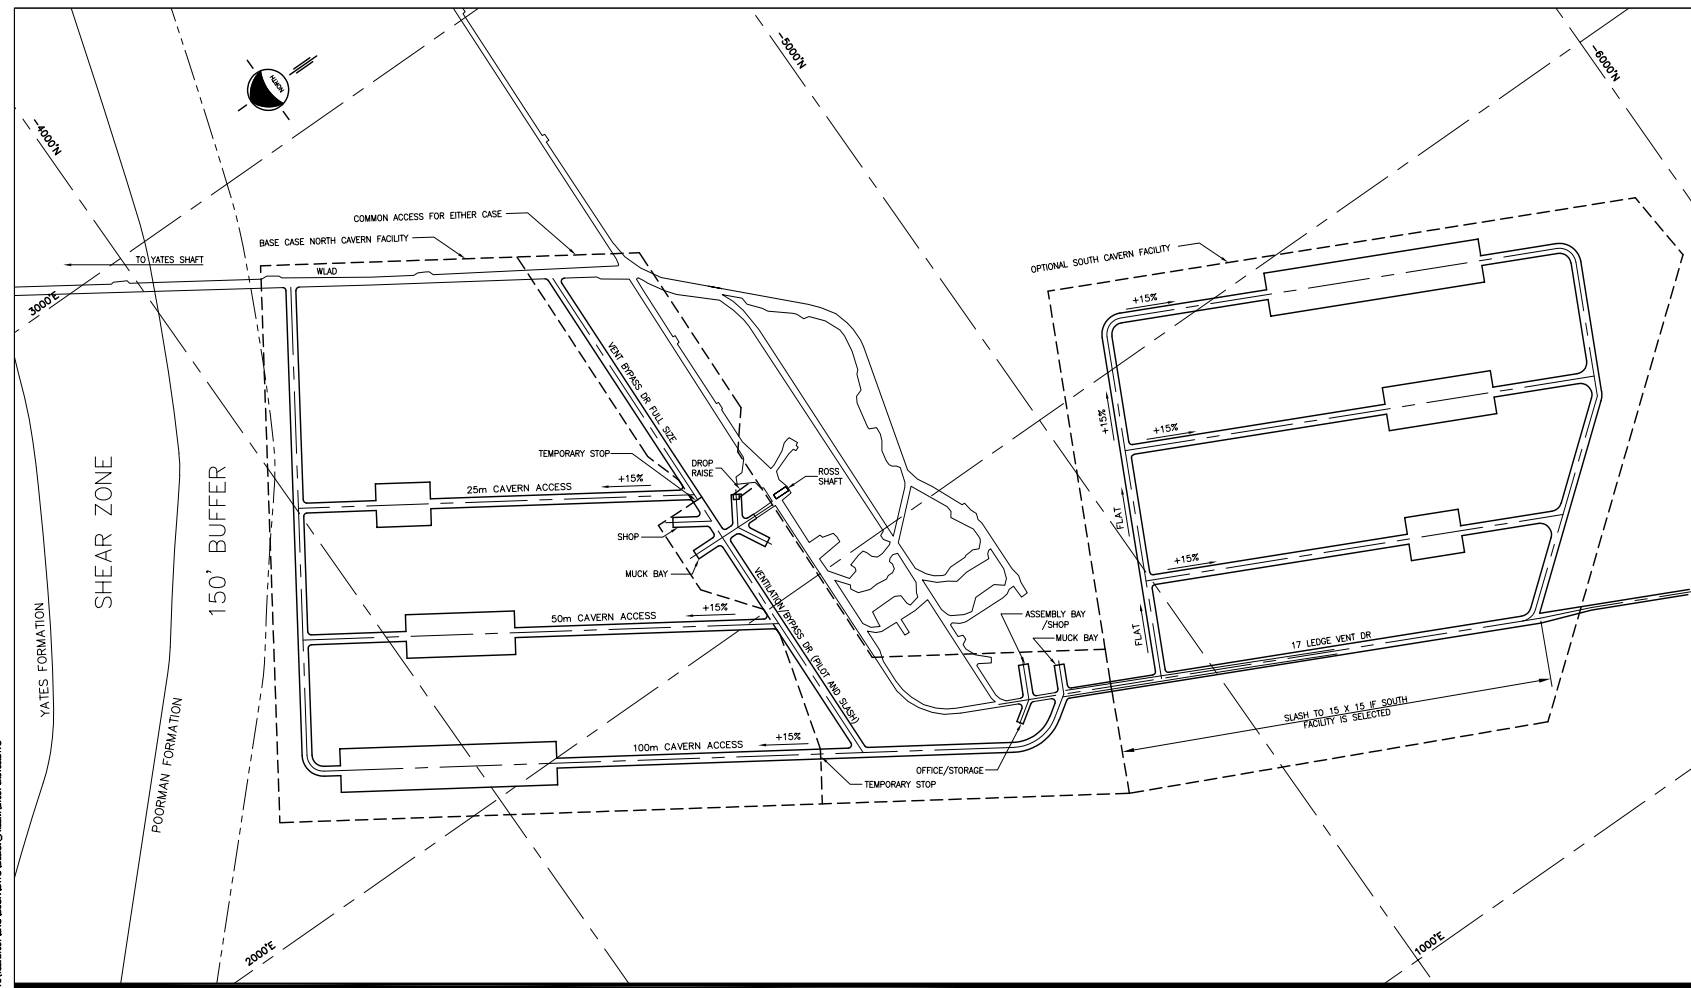 -5000'N
-6000'N
NORTH
-4000'N
COMMON ACCESS FOR EITHER CASE
BASE CASE NORTH CAVERN FACILITY
TO YATES SHAFT
WLAD
3000'E
OPTIONAL SOUTH CAVERN FACILITY
+15%
VENT BYPASS DR FULL SIZE
+15%
+15%
TEMPORARY STOP
DROP
RAISE
ROSS
SHAFT
25m CAVERN ACCESS
+15%
SHEAR ZONE
150' BUFFER
SHOP
FLAT
MUCK BAY
+15%
VENTILATION/BYPASS DR (PILOT AND SLASH)
50m CAVERN ACCESS
+15%
ASSEMBLY BAY
/SHOP
MUCK BAY
FLAT
17 LEDGE VENT DR
YATES FORMATION
POORMAN FORMATION
SLASH TO 15 X 15 IF SOUTH
FACILITY IS SELECTED
100m CAVERN ACCESS
+15%
OFFICE/STORAGE
TEMPORARY STOP
2000'E
1000'E